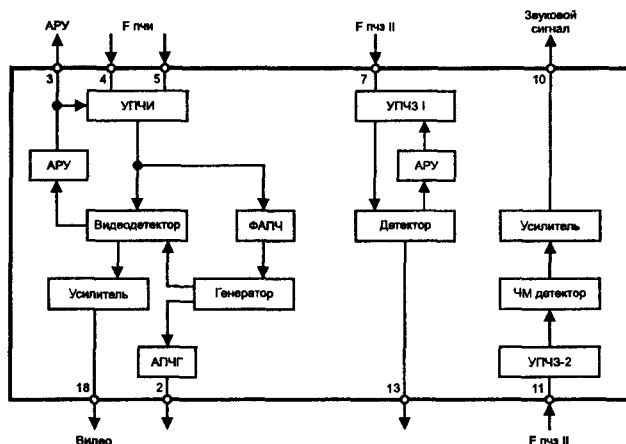 АРУ F пчи F пчз II Звуковой сигнал
3 4 5 7 10
УПЧИ УПЧЗ I
АРУ АРУ
Видеодетектор ФАПЧ Детектор Усилитель
Усилитель Генератор ЧМ детектор
АПЧГ УПЧЗ-2
18 2 13 11
Видео F пчз II